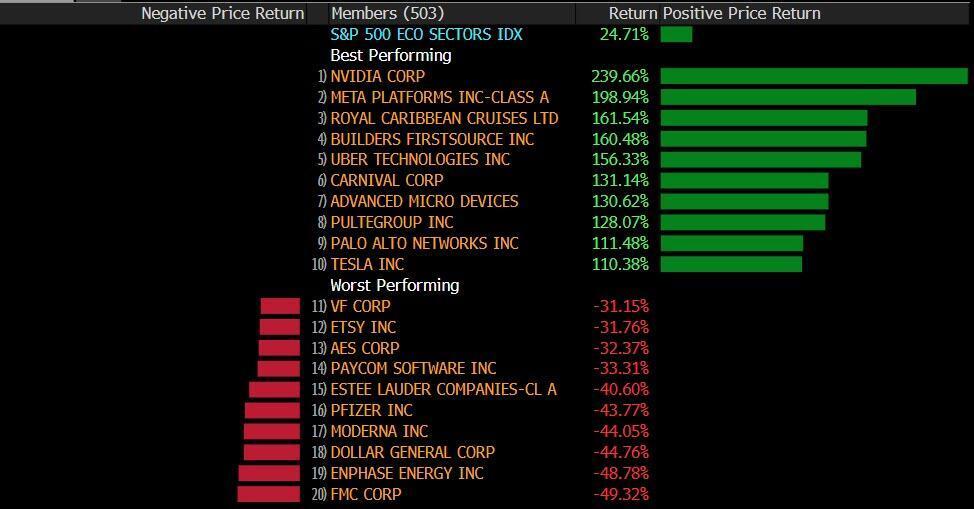 Negative Price Return Members (503) Return Positive Price Return
S&P 500 ECO SECTORS IDX 24.71%
Best Performing
1) NVIDIA CORP 239.66%
2) META PLATFORMS INC-CLASS A 198.94%
3) ROYAL CARIBBEAN CRUISES LTD 161.54%
4) BUILDERS FIRSTSOURCE INC 160.48%
5) UBER TECHNOLOGIES INC 156.33%
6) CARNIVAL CORP 131.14%
7) ADVANCED MICRO DEVICES 130.62%
8) PULTEGROUP INC 128.07%
9) PALO ALTO NETWORKS INC 111.48%
10) TESLA INC 110.38%
Worst Performing
11) VF CORP -31.15%
12) ETSY INC -31.76%
13) AES CORP -32.37%
14) PAYCOM SOFTWARE INC -33.31%
15) ESTEE LAUDER COMPANIES-CL A -40.60%
16) PFIZER INC -43.77%
17) MODERNA INC -44.05%
18) DOLLAR GENERAL CORP -44.76%
19) ENPHASE ENERGY INC -48.78%
20) FMC CORP -49.32%